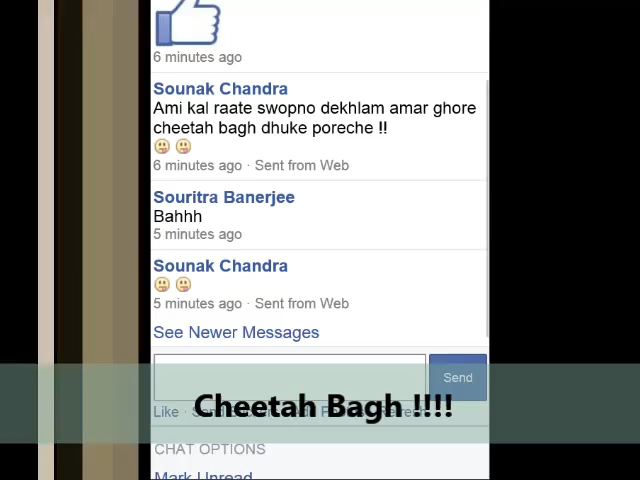 6 minutes ago
Sounak Chandra
Ami kal raate swopno dekhlam amar ghore
cheetah bagh dhuke poreche !!
6 minutes ago · Sent from Web
Souritra Banerjee
Bahhh
5 minutes ago
Sounak Chandra
5 minutes ago · Sent from Web
See Newer Messages
Send
Cheetah Bagh !!!!
Like ·
CHAT OPTIONS
Mark Unread